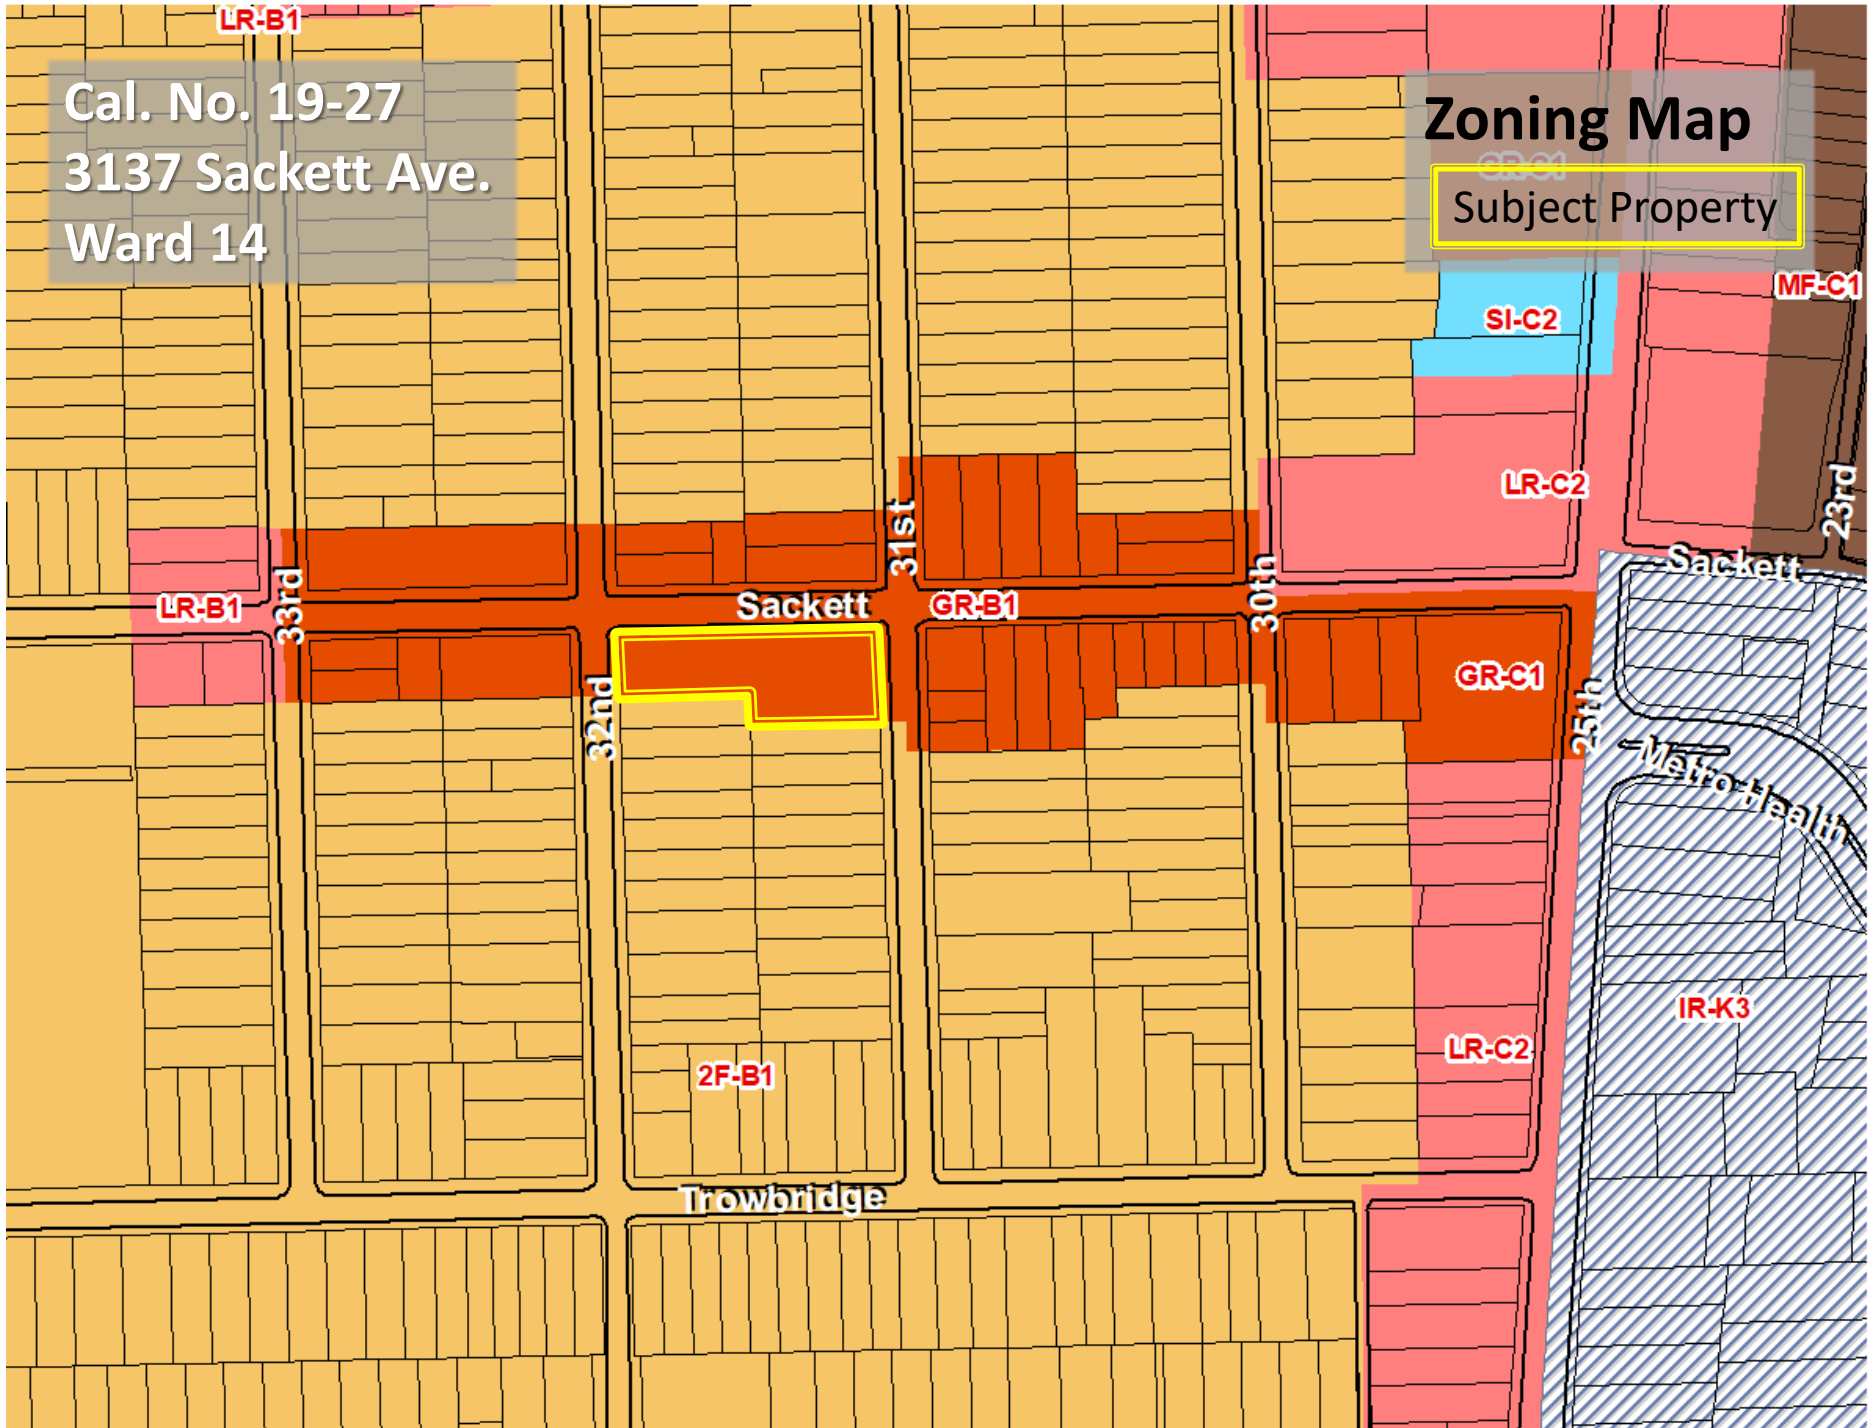 LR-B1
Cal. No. 19-27
3137 Sackett Ave.
Ward 14
Zoning Map
GR-C1
Subject Property
MF-C1
SI-C2
LR-C2
23rd
31st
Sackett
30th
33rd
LR-B1
Sackett
GR-B1
GR-C1
32nd
25th
Metro Health
IR-K3
LR-C2
2F-B1
Trowbridge